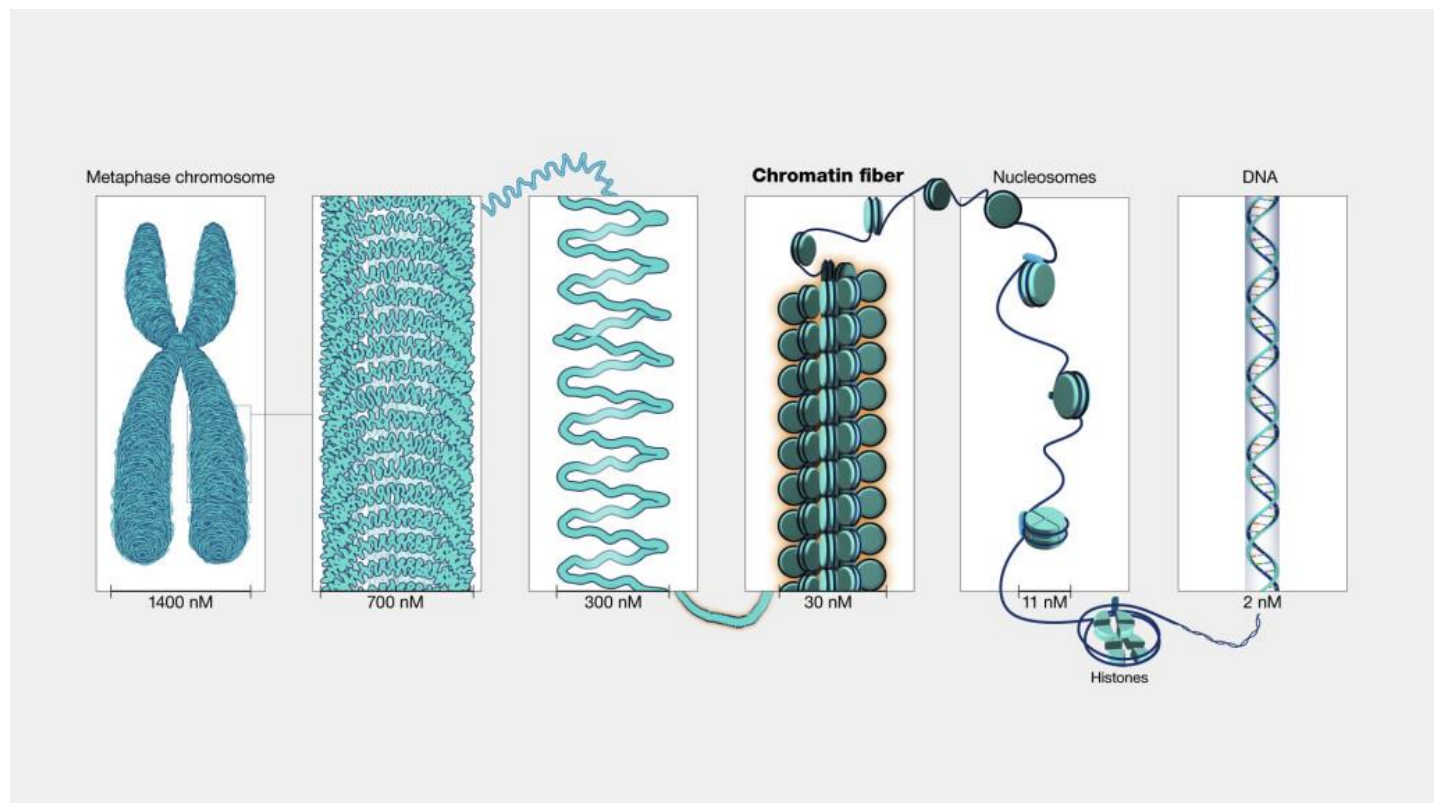 Metaphase chromosome
Chromatin fiber
Nucleosomes
DNA
1400 nM
700 nM
300 nM
30 nM
11 nM
2 nM
Histones